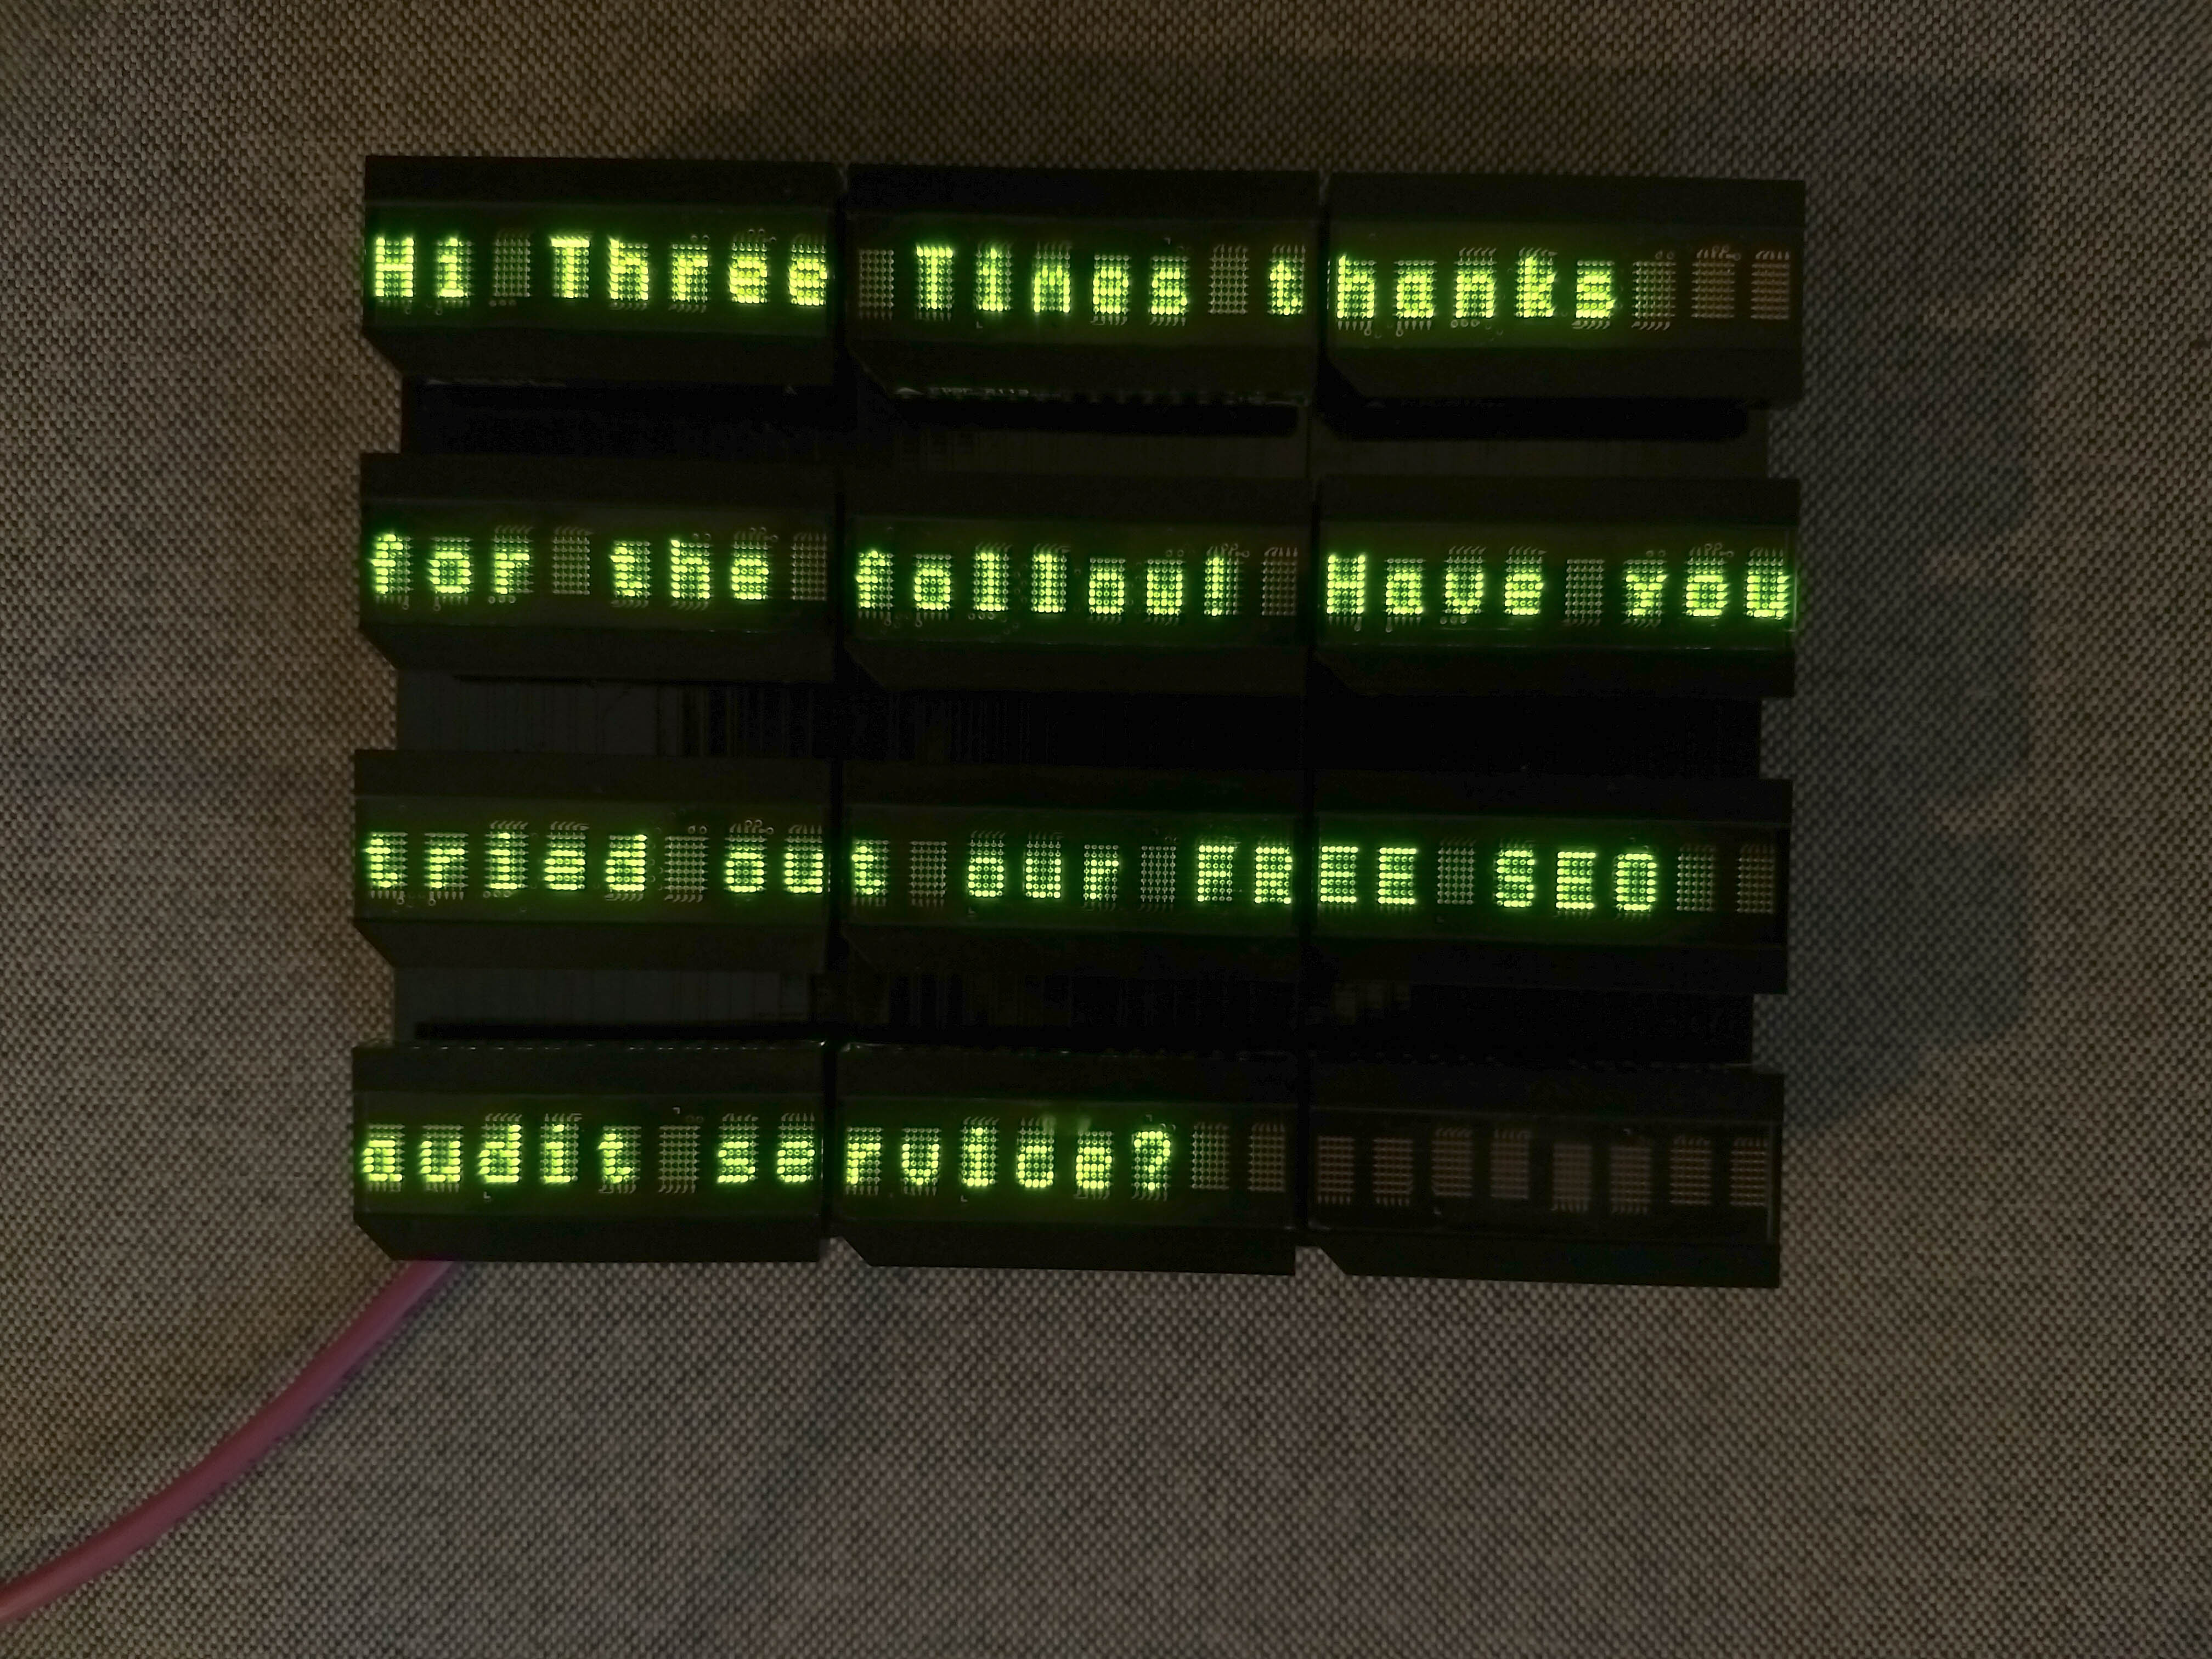 Hi Three Times thanks
for the follow! Have you
tried out our FREE SEO
audit service?